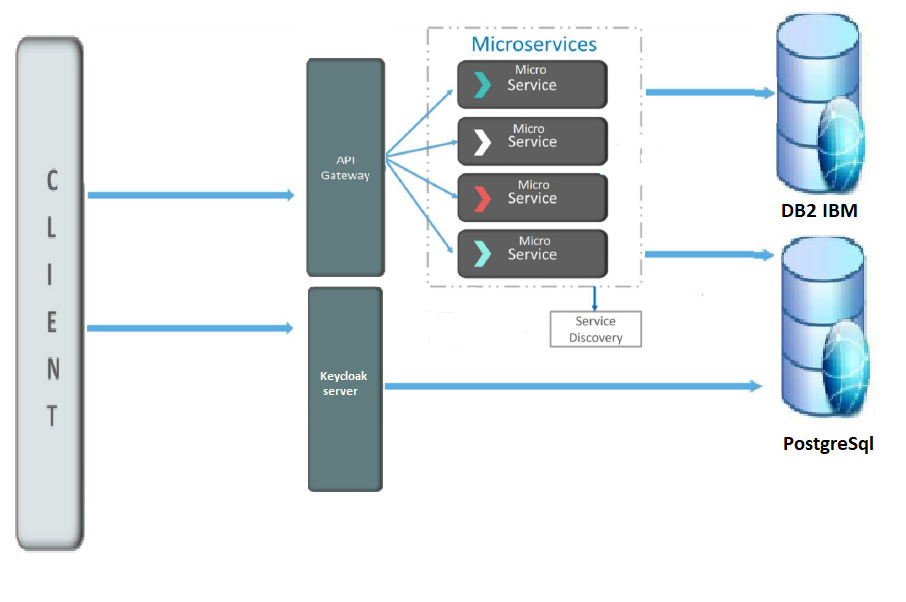 CLIENT
API
Gateway
Keycloak
server
Microservices
Micro
Service
Micro
Service
Micro
Service
Micro
Service
Service
Discovery
DB2 IBM
PostgreSql